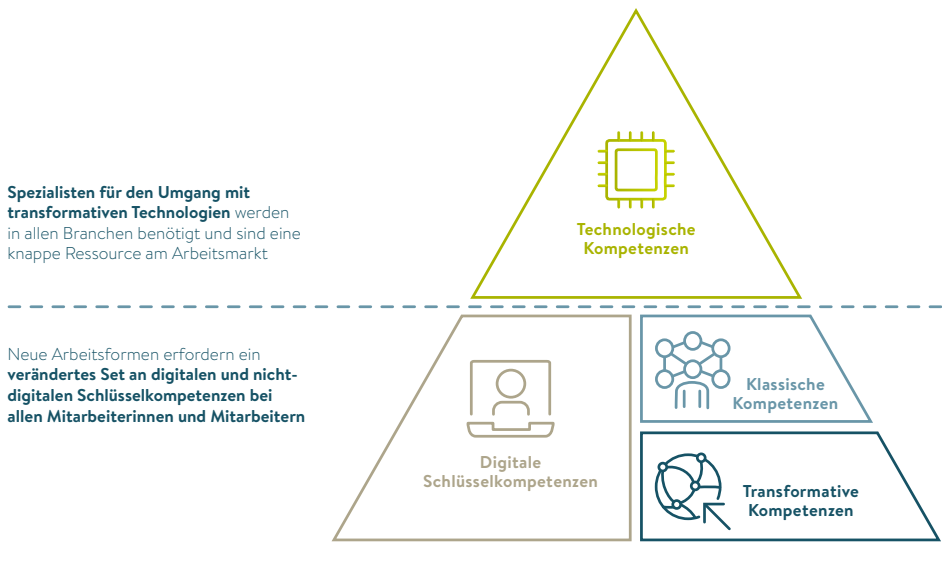 Spezialisten für den Umgang mit
transformativen Technologien werden
in allen Branchen benötigt und sind eine
knappe Ressource am Arbeitsmarkt
Technologische
Kompetenzen
Neue Arbeitsformen erfordern ein
verändertes Set an digitalen und nicht-
digitalen Schlüsselkompetenzen bei
allen Mitarbeiterinnen und Mitarbeitern
Digitale
Schlüsselkompetenzen
Klassische
Kompetenzen
Transformative
Kompetenzen